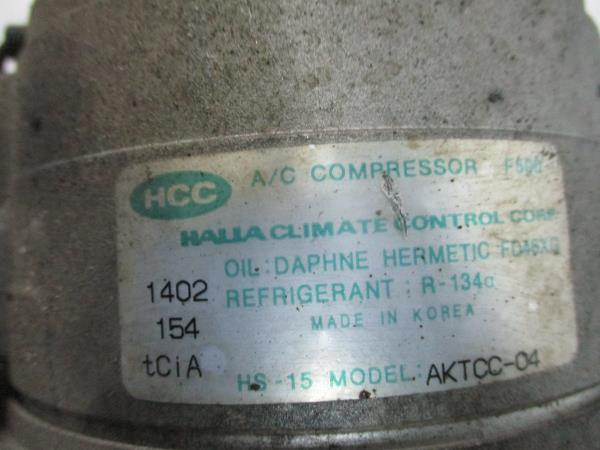 HCC A/C COMPRESSOR F500
HALLA CLIMATE CONTROL CORP
OIL : DAPHNE HERMETIC FD46XG
1402 REFRIGERANT : R-134a
154 MADE IN KOREA
tCiA HS-15 MODEL: AKTCC-04